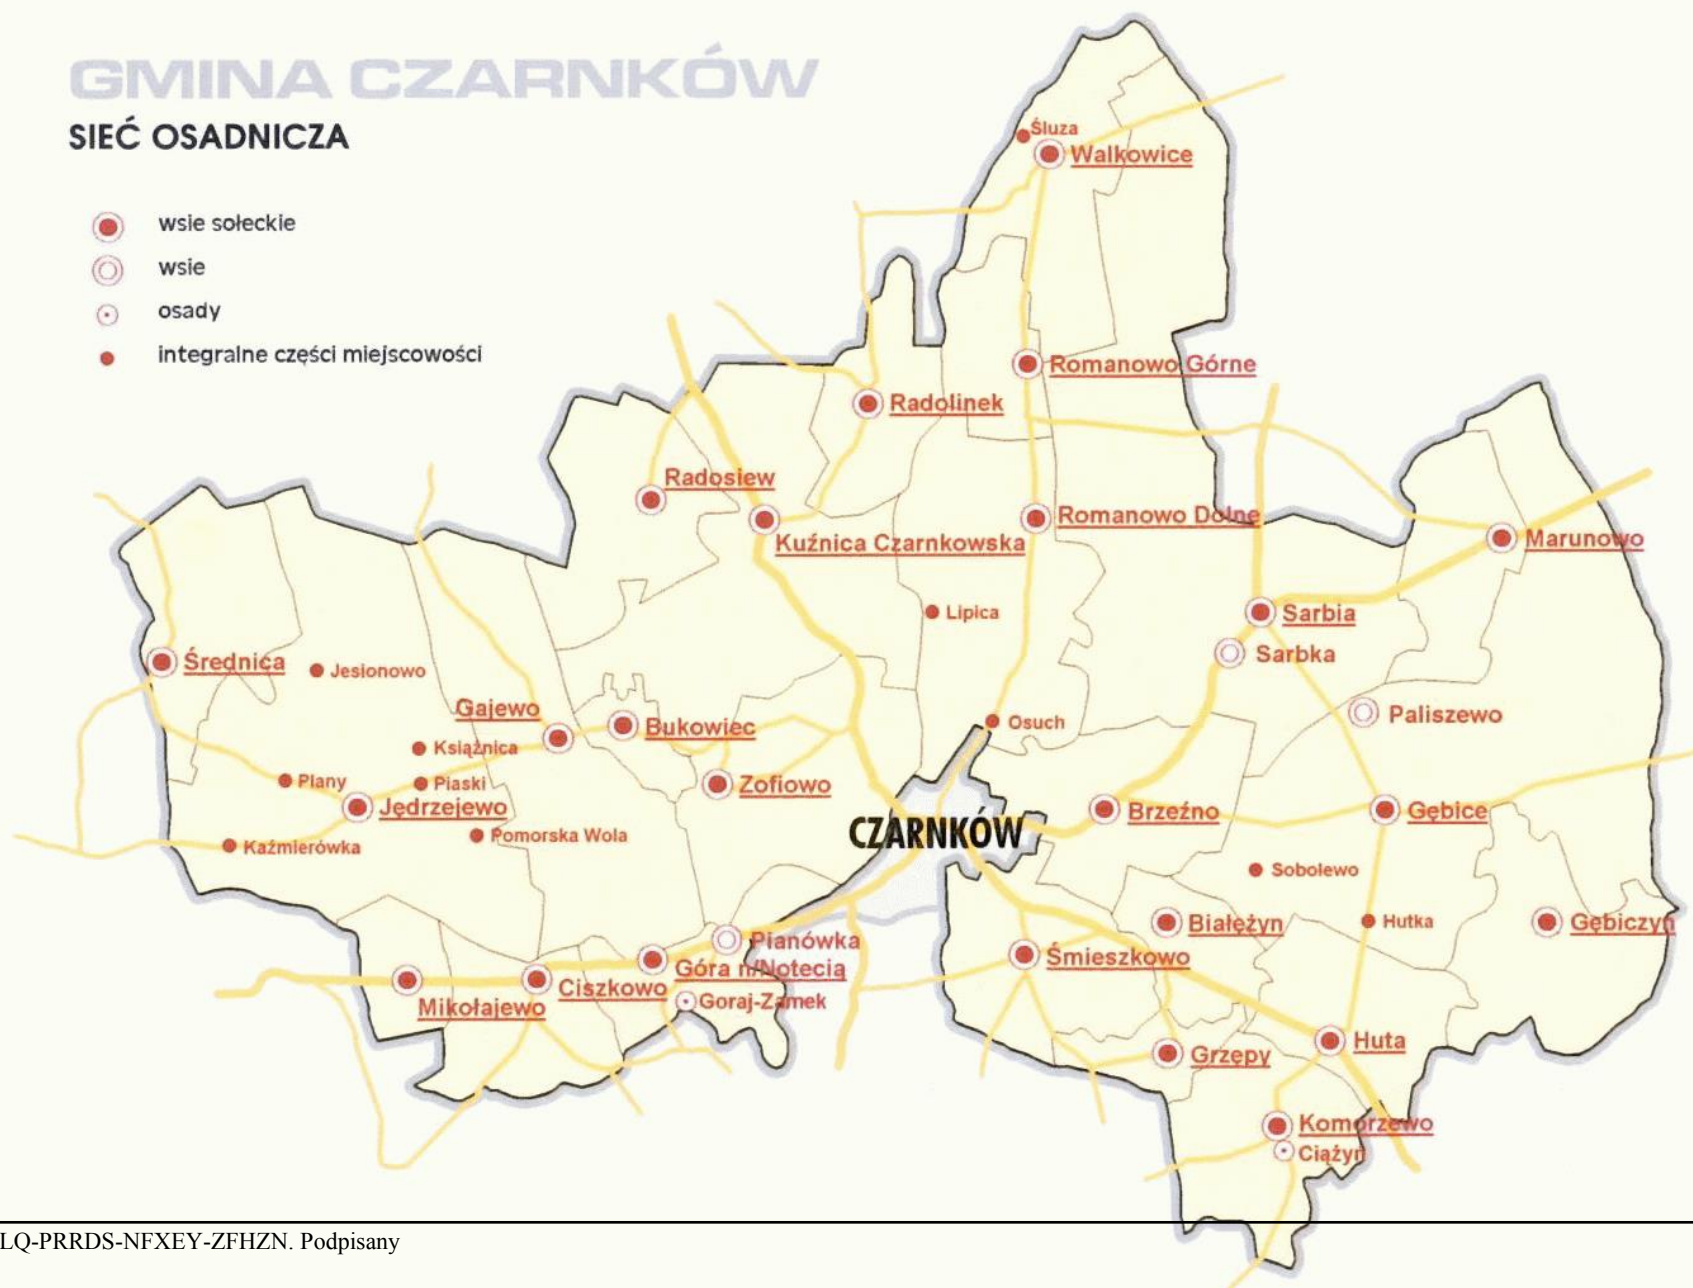 GMINA CZARNKÓW
SIEĆ OSADNICZA
wsie sołeckie
wsie
osady
integralne części miejscowości
Śluza
Walkowice
Romanowo Górne
Radolinek
Radosiew
Romanowo Dolne
Kuźnica Czarnkowska
Marunowo
Lipica
Sarbia
Sarbka
Średnica
Jesionowo
Gajewo
Bukowiec
Osuch
Paliszewo
Książnica
Plany
Piaski
Zofiowo
Jędrzejewo
Brzeźno
Gębice
CZARNKÓW
Pomorska Wola
Kaźmierówka
Sobolewo
Białężyn
Hutka
Gębiczyn
Pianówka
Góra n/Notecią
Śmieszkowo
Ciszkowo
Mikołajewo
Goraj-Zamek
Huta
Grzępy
Komorzewo
Ciążyn
LQ-PRRDS-NFXEY-ZFHZN. Podpisany